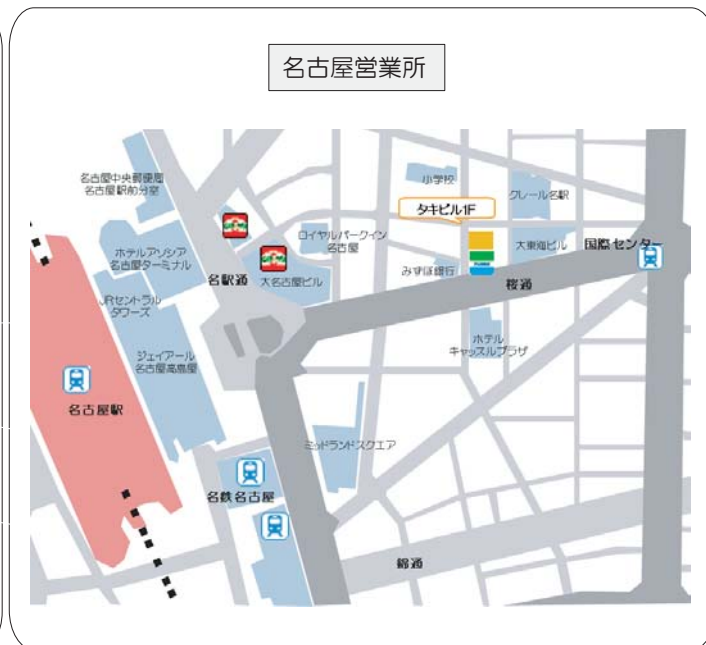 名古屋営業所
名古屋中央郵便局
名古屋駅前分室
小学校
クレール名駅
タキビル1F
ホテルアソシア
名古屋ターミナル
ロイヤルパークイン
名古屋
大東海ビル
国際センター
名駅通
大名古屋ビル
みずほ銀行
桜通
JRセントラル
タワーズ
ホテル
キャッスルプラザ
ジェイアール
名古屋高島屋
名古屋駅
ミッドランドスクエア
名鉄名古屋
錦通